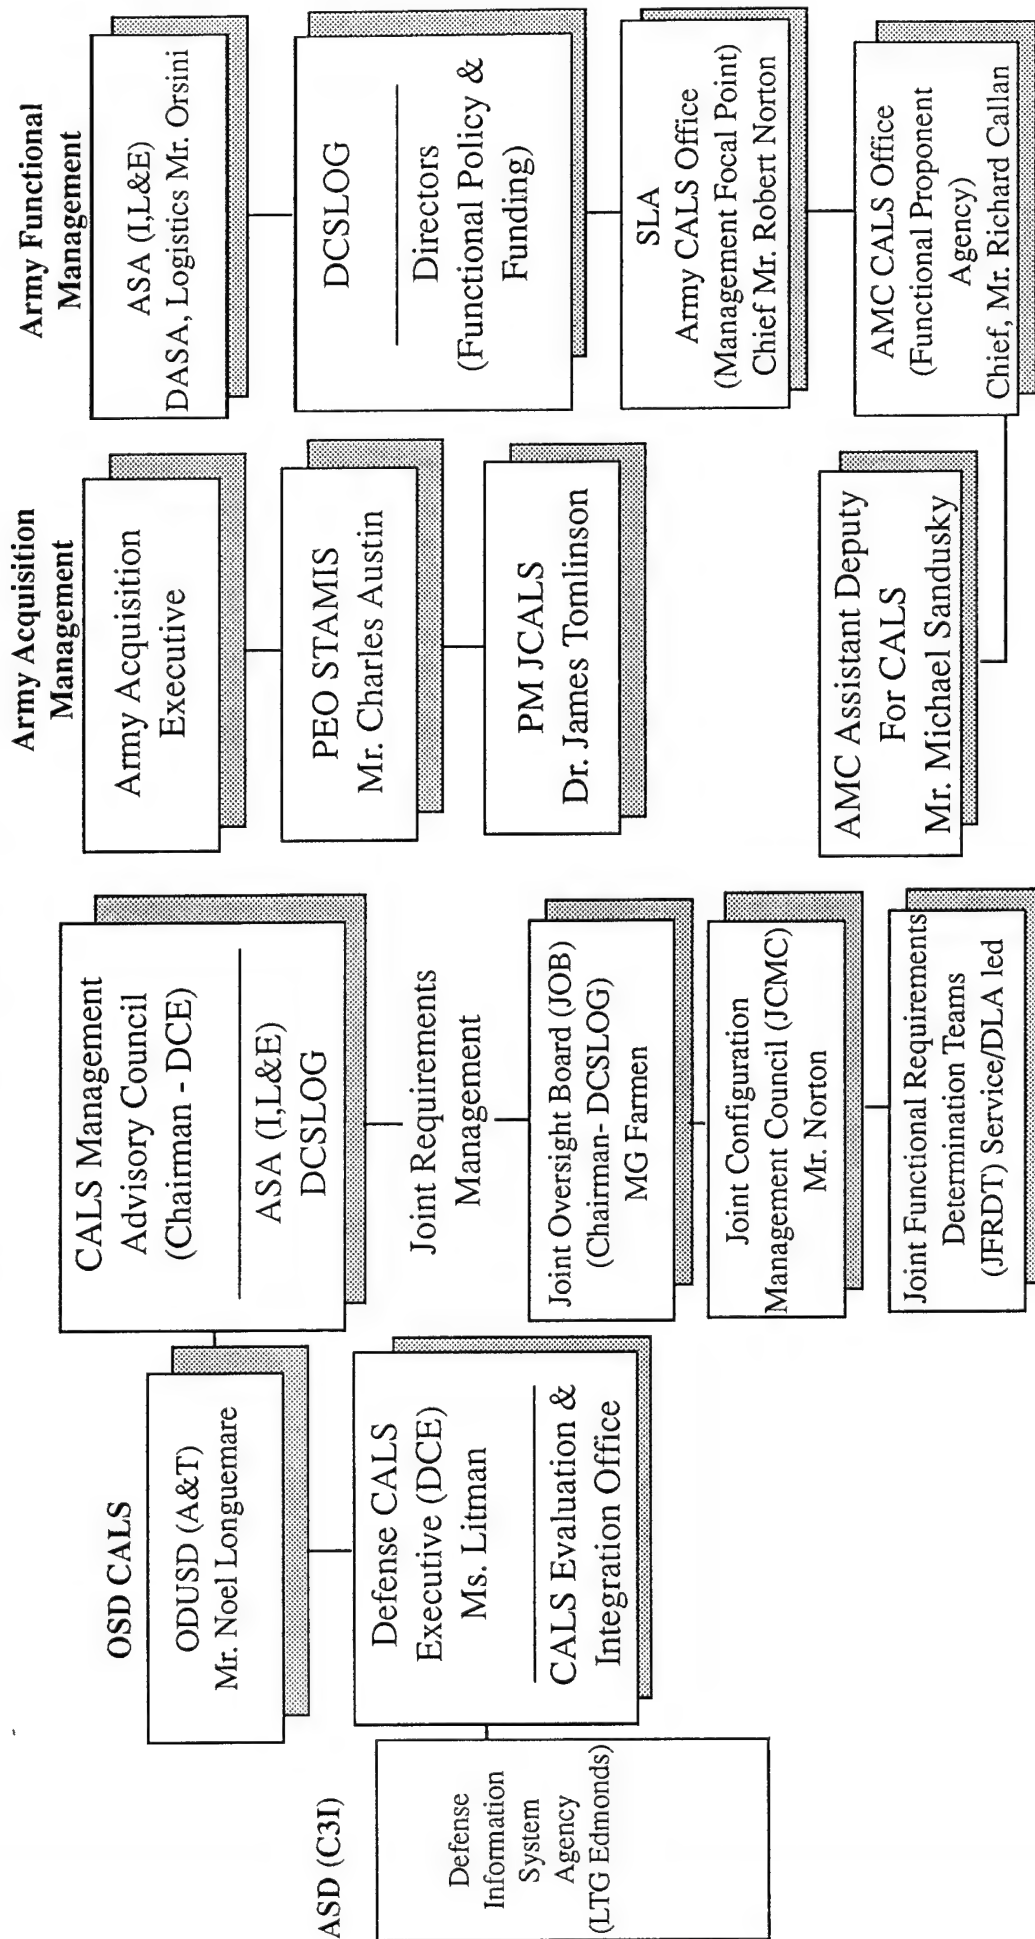 ASD (C3I)
Defense
Information
System
Agency
(LTG Edmonds)
OSD CALS
ODUSD (A&T)
Mr. Noel Longuemare
Defense CALS
Executive (DCE)
Ms. Litman
CALS Evaluation &
Integration Office
CALS Management
Advisory Council
(Chairman - DCE)
ASA (I,L&E)
DCSLOG
Joint Requirements
Management
Joint Oversight Board (JOB)
(Chairman- DCSLOG)
MG Farmen
Joint Configuration
Management Council (JCMC)
Mr. Norton
Joint Functional Requirements
Determination Teams
(JFRDT) Service/DLA led
Army Acquisition
Management
Army Acquisition
Executive
PEO STAMIS
Mr. Charles Austin
PM JCALS
Dr. James Tomlinson
AMC Assistant Deputy
For CALS
Mr. Michael Sandusky
Army Functional
Management
ASA (I,L&E)
DASA, Logistics Mr. Orsini
DCSLOG
Directors
(Functional Policy &
Funding)
SLA
Army CALS Office
(Management Focal Point)
Chief Mr. Robert Norton
AMC CALS Office
(Functional Proponent
Agency)
Chief, Mr. Richard Callan